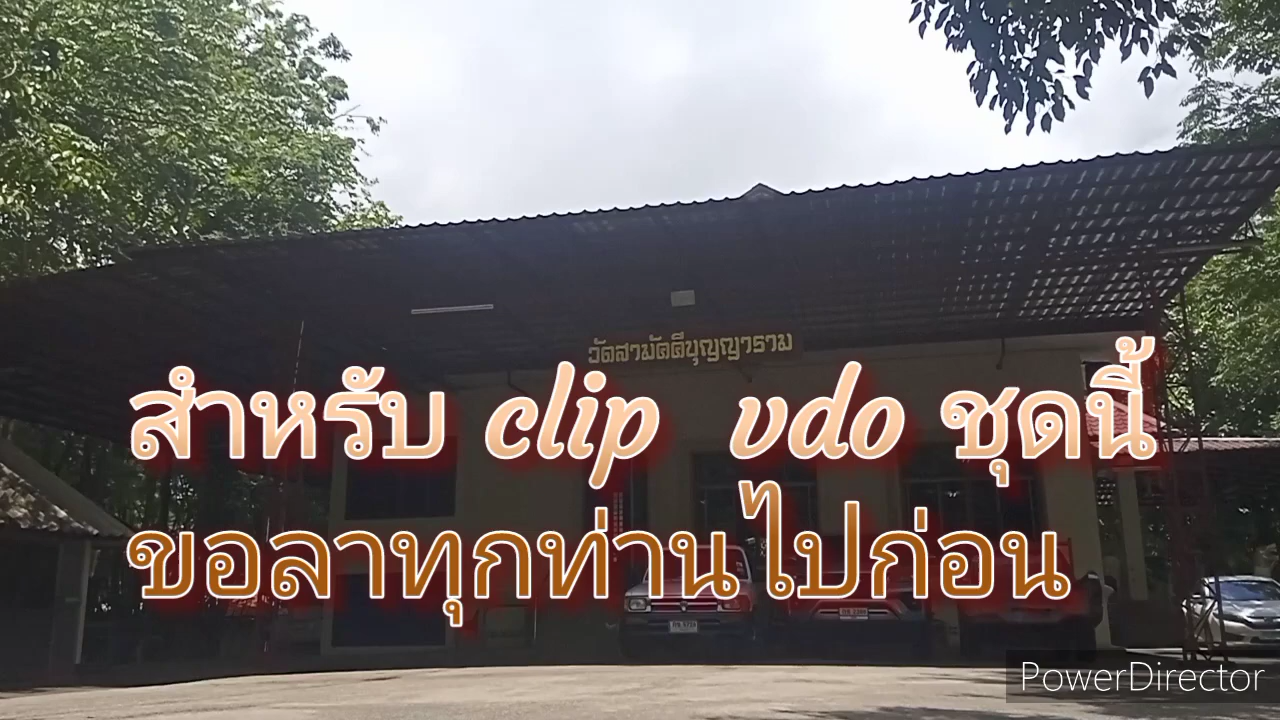 วัดสามัคคีบุญญาราม
สำหรับ clip vdo ชุดนี้
ขอลาทุกท่านไปก่อน
PowerDirector